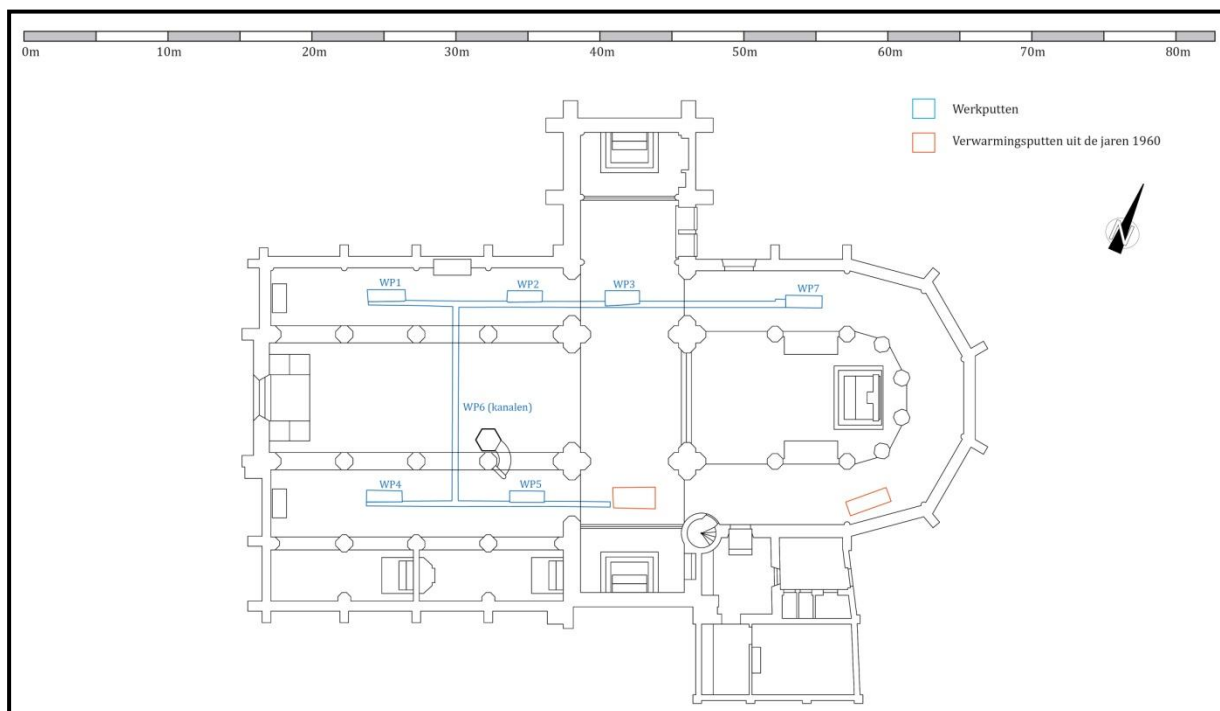 0m 10m 20m 30m 40m 50m 60m 70m 80m
Werkputten
Verwarmingsputten uit de jaren 1960
N
WP1 WP2 WP3 WP7
WP6 (kanalen)
WP4 WP5